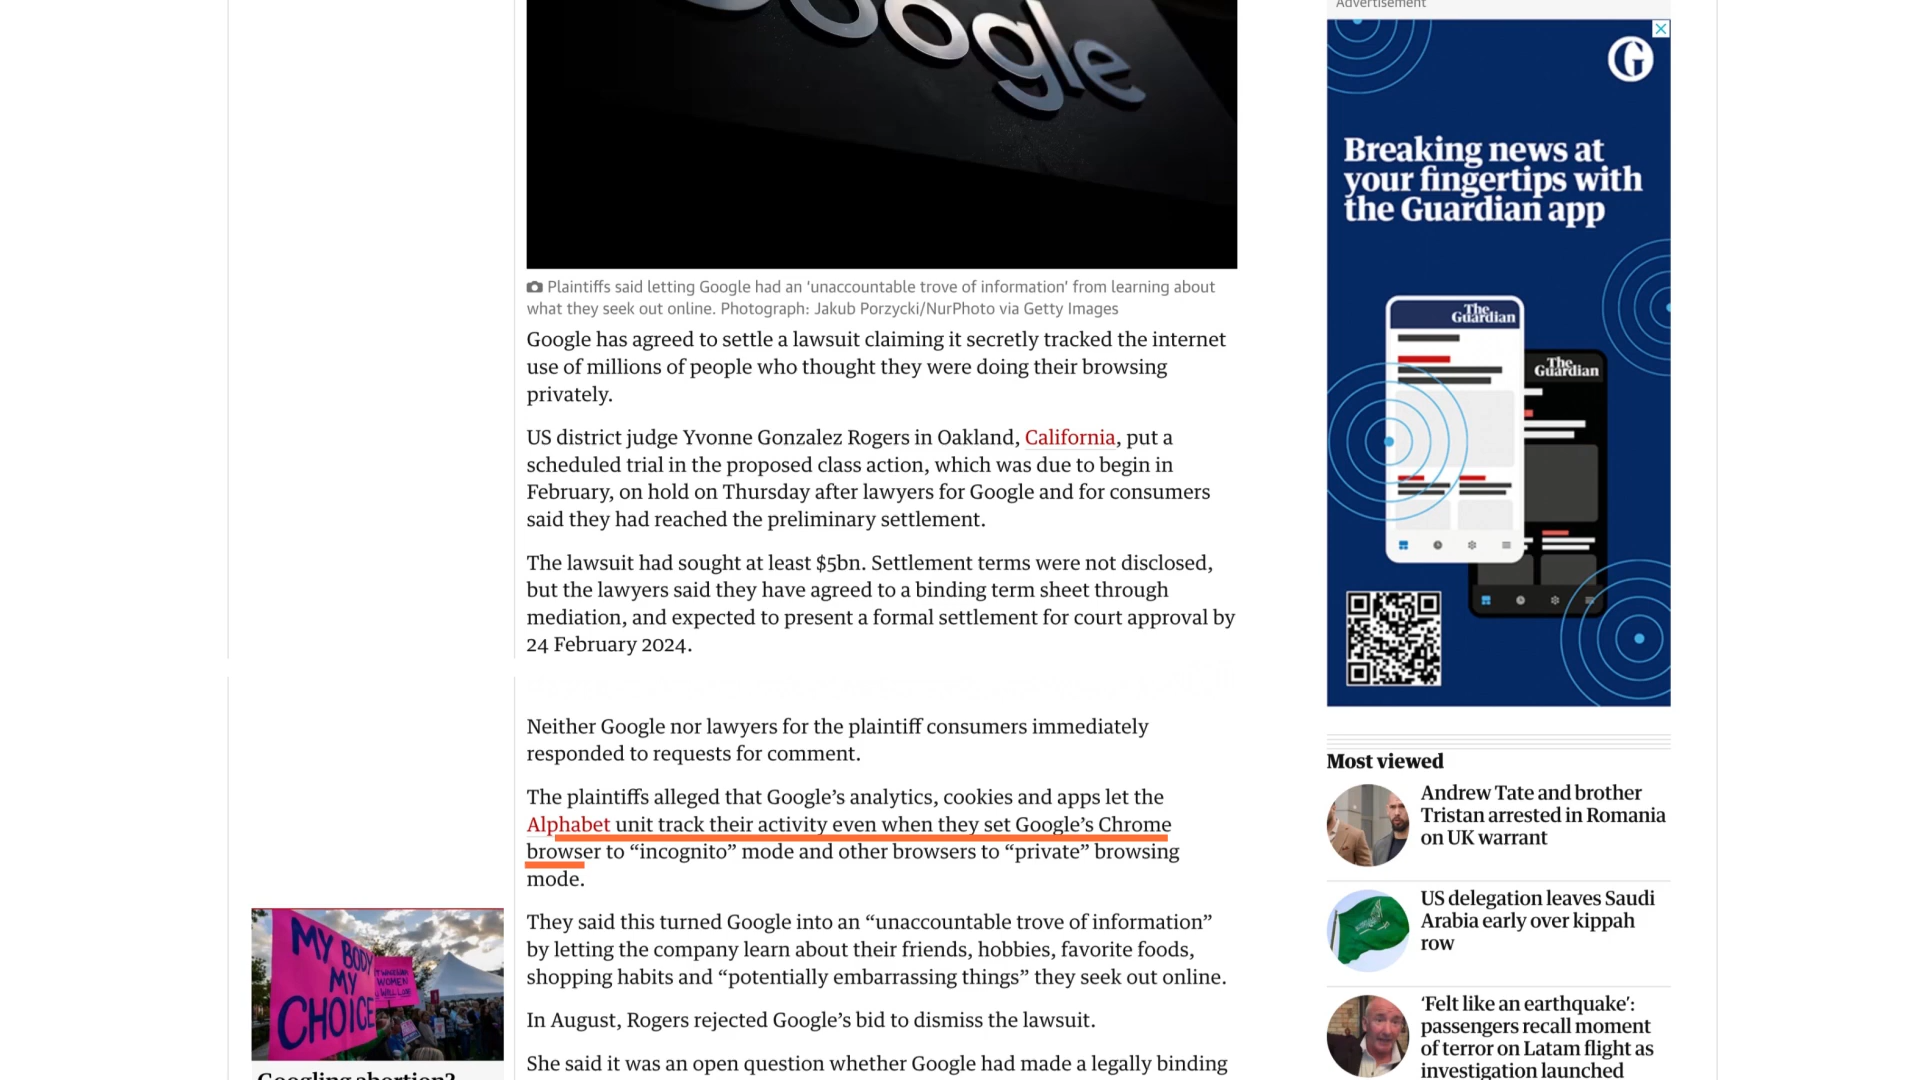 Advertisement
Google
Breaking news at
your fingertips with
the Guardian app
The
Guardian
The
Guardian
Plaintiffs said letting Google had an ‘unaccountable trove of information’ from learning about
what they seek out online. Photograph: Jakub Porzycki/NurPhoto via Getty Images
Google has agreed to settle a lawsuit claiming it secretly tracked the internet
use of millions of people who thought they were doing their browsing
privately.
US district judge Yvonne Gonzalez Rogers in Oakland, California, put a
scheduled trial in the proposed class action, which was due to begin in
February, on hold on Thursday after lawyers for Google and for consumers
said they had reached the preliminary settlement.
The lawsuit had sought at least $5bn. Settlement terms were not disclosed,
but the lawyers said they have agreed to a binding term sheet through
mediation, and expected to present a formal settlement for court approval by
24 February 2024.
Neither Google nor lawyers for the plaintiff consumers immediately
responded to requests for comment.
The plaintiffs alleged that Google’s analytics, cookies and apps let the
Alphabet unit track their activity even when they set Google’s Chrome
browser to “incognito” mode and other browsers to “private” browsing
mode.
They said this turned Google into an “unaccountable trove of information”
by letting the company learn about their friends, hobbies, favorite foods,
shopping habits and “potentially embarrassing things” they seek out online.
In August, Rogers rejected Google’s bid to dismiss the lawsuit.
She said it was an open question whether Google had made a legally binding
MY BODY
MY
CHOICE
WOMEN
Googling abortion?
Most viewed
Andrew Tate and brother
Tristan arrested in Romania
on UK warrant
US delegation leaves Saudi
Arabia early over kippah
row
‘Felt like an earthquake’:
passengers recall moment
of terror on Latam flight as
investigation launched